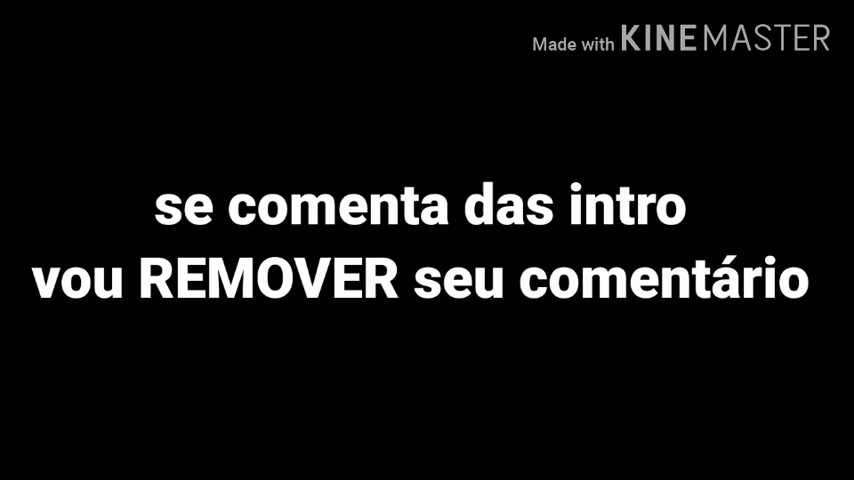 Made with KINEMASTER
se comenta das intro
vou REMOVER seu comentário